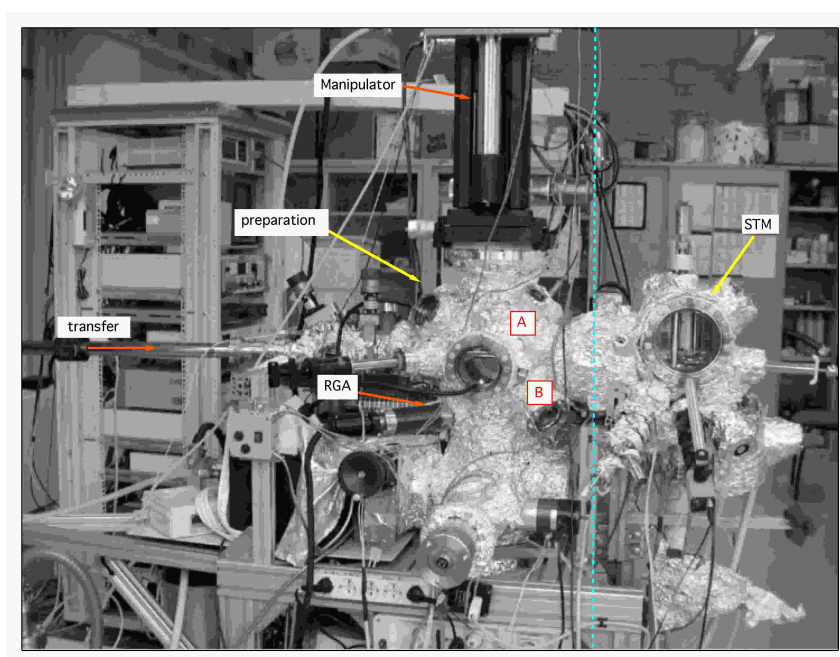 Manipulator
preparation
STM
transfer
A
RGA
B